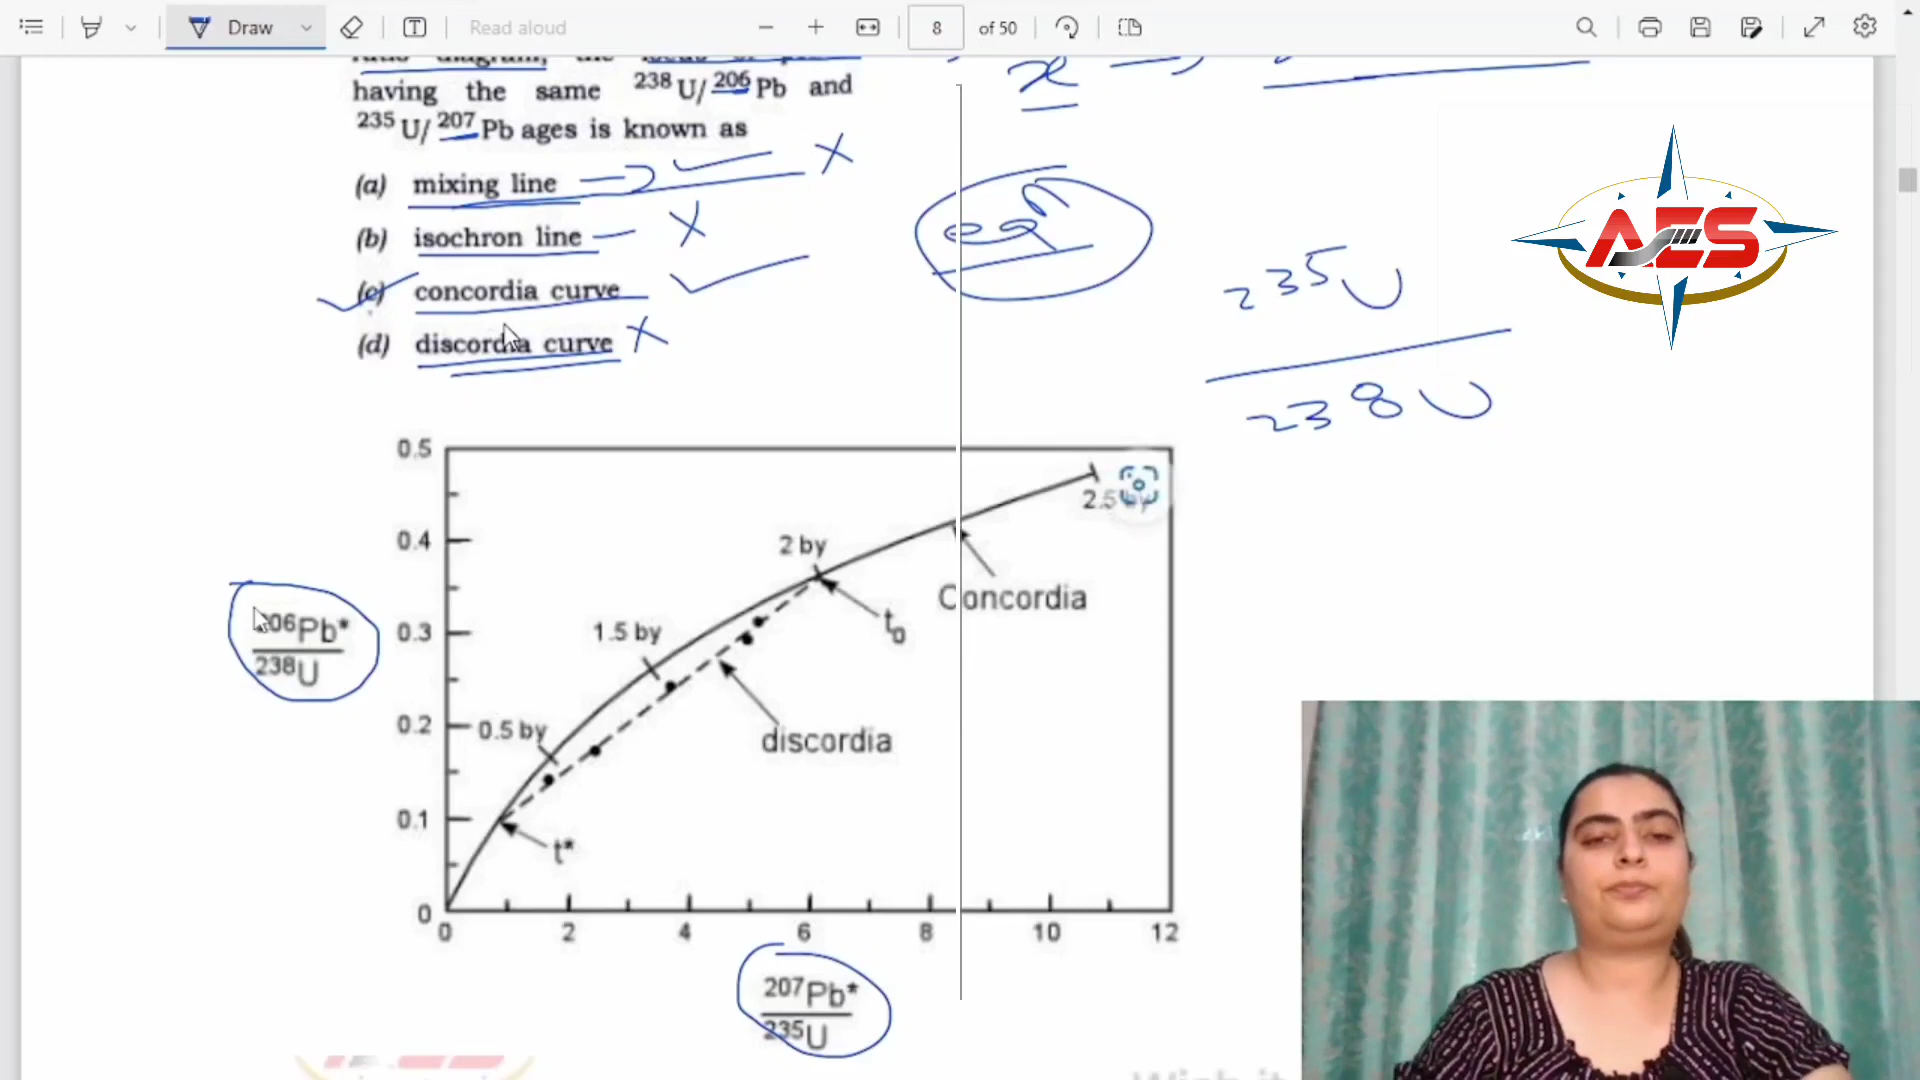 Draw
Read aloud
8 of 50
having the same 238U/206Pb and
235U/207Pb ages is known as
(a) mixing line
(b) isochron line
(c) concordia curve
(d) discordia curve
x
eqn
235U
238U
AES
0.5
0.4
0.3
0.2
0.1
0
0 2 4 6 8 10 12
0.5 by
1.5 by
2 by
2.5 by
Concordia
t0
discordia
t*
206Pb*
238U
207Pb*
235U